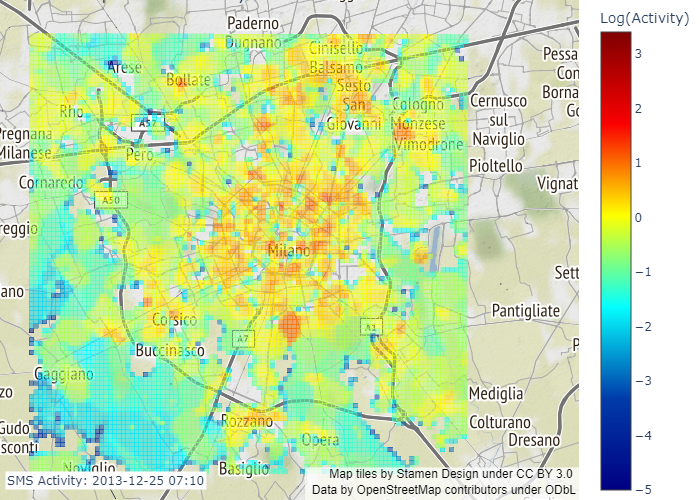 Paderno
Dugnano
Log(Activity)
Cinisello
Balsamo
Arese
Bollate
Sesto
San
Giovanni
Pessa
Con
Borna
Go
Rho
A52
Cologno
Monzese
Cernusco
sul
Naviglio
Pregnana
Milanese
Pero
Vimodrone
Pioltello
Cornaredo
Vignat
A50
reggio
Milano
Sett
ano
Pantigliate
Corsico
A7
A1
Buccinasco
P
Gaggiano
zo
Mediglia
Rozzano
Colturano
Gudo
sconti
Opera
Dresano
Noviglio
Basiglio
SMS Activity: 2013-12-25 07:10
Map tiles by Stamen Design under CC BY 3.0
Data by OpenStreetMap contributors under ODbL
3
2
1
0
−1
−2
−3
−4
−5